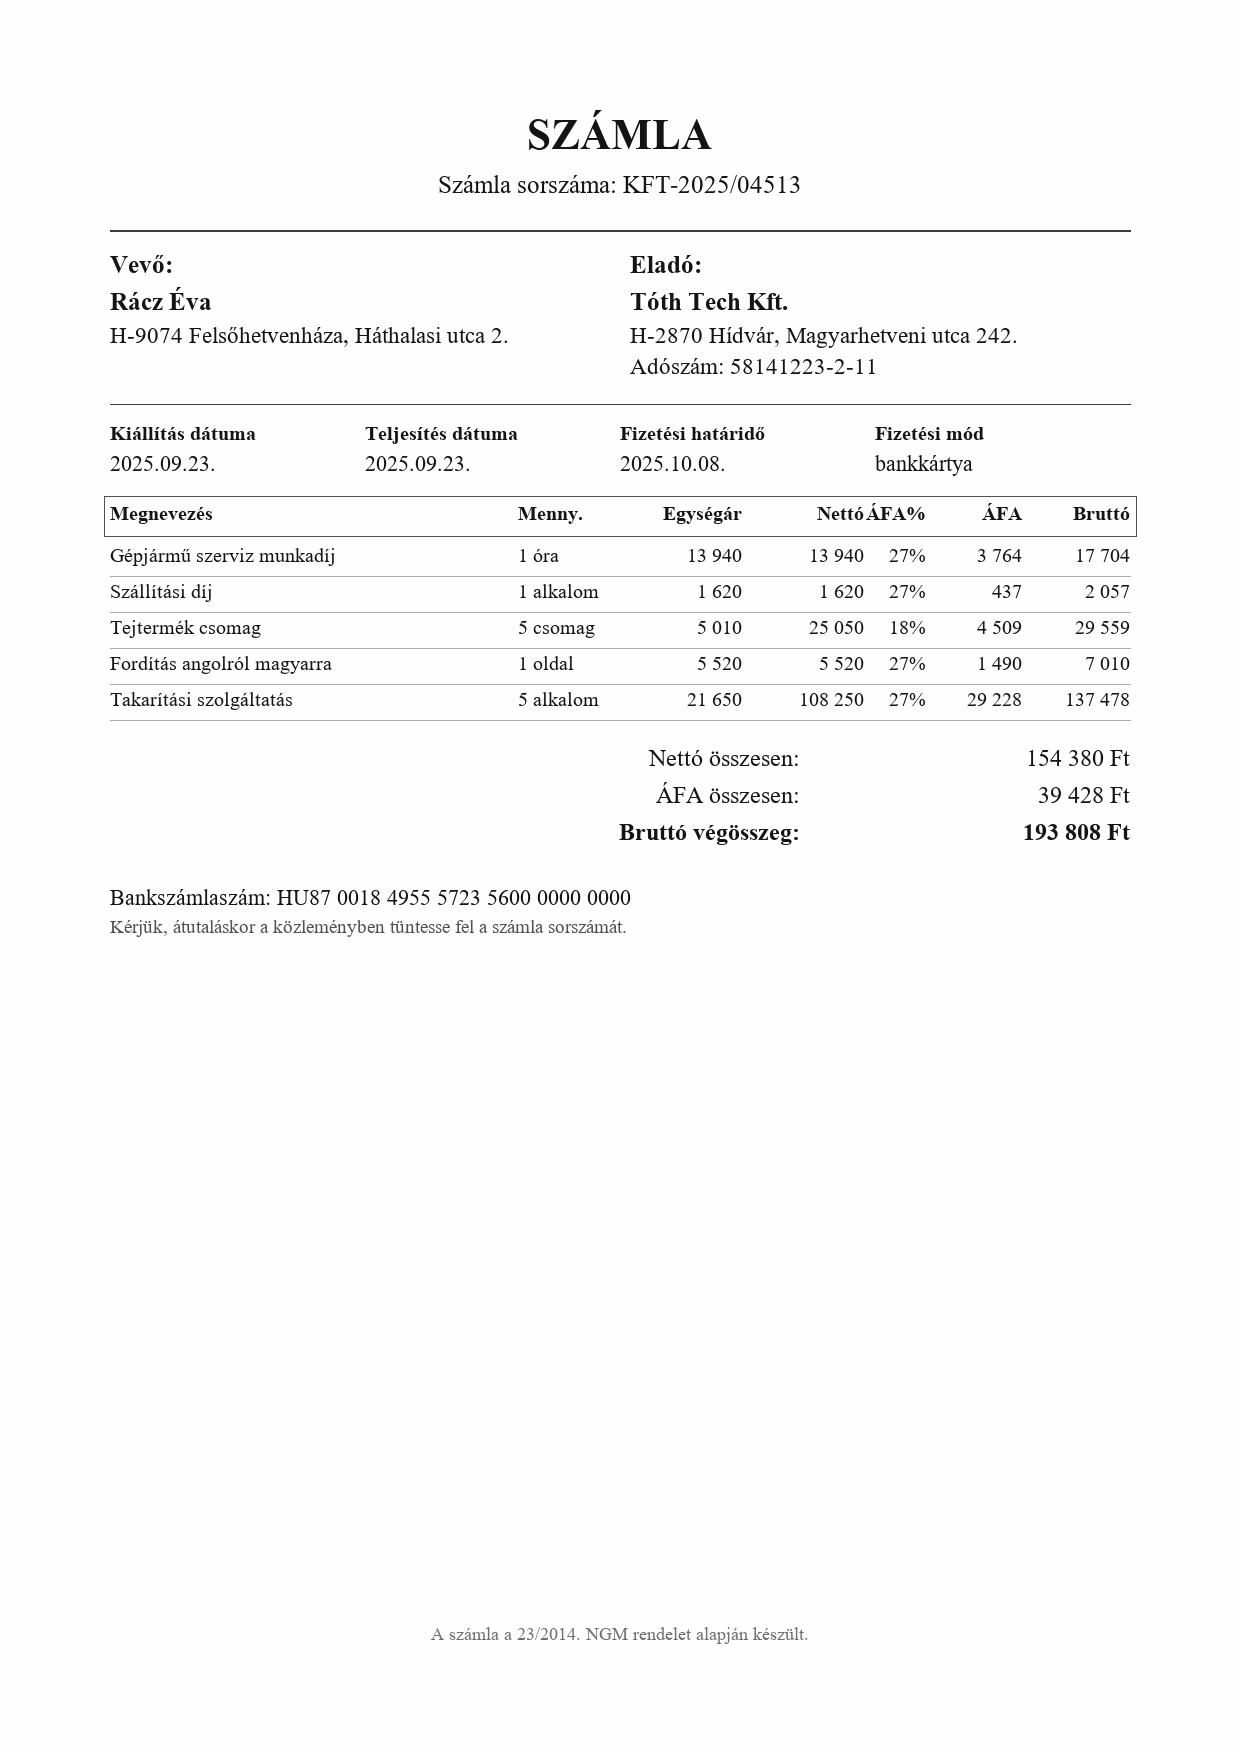 SZÁMLA
Számla sorszáma: KFT-2025/04513
Vevő:
Rácz Éva
H-9074 Felsőhetvenháza, Háthalasi utca 2.
Eladó:
Tóth Tech Kft.
H-2870 Hídvár, Magyarhetveni utca 242.
Adószám: 58141223-2-11
Kiállítás dátuma Teljesítés dátuma Fizetési határidő Fizetési mód
2025.09.23. 2025.09.23. 2025.10.08. bankkártya
Megnevezés Menny. Egységár Nettó ÁFA% ÁFA Bruttó
Gépjármű szerviz munkadíj 1 óra 13 940 13 940 27% 3 764 17 704
Szállítási díj 1 alkalom 1 620 1 620 27% 437 2 057
Tejtermék csomag 5 csomag 5 010 25 050 18% 4 509 29 559
Fordítás angolról magyarra 1 oldal 5 520 5 520 27% 1 490 7 010
Takarítási szolgáltatás 5 alkalom 21 650 108 250 27% 29 228 137 478
Nettó összesen: 154 380 Ft
ÁFA összesen: 39 428 Ft
Bruttó végösszeg: 193 808 Ft
Bankszámlaszám: HU87 0018 4955 5723 5600 0000 0000
Kérjük, átutaláskor a közleményben tüntesse fel a számla sorszámát.
A számla a 23/2014. NGM rendelet alapján készült.